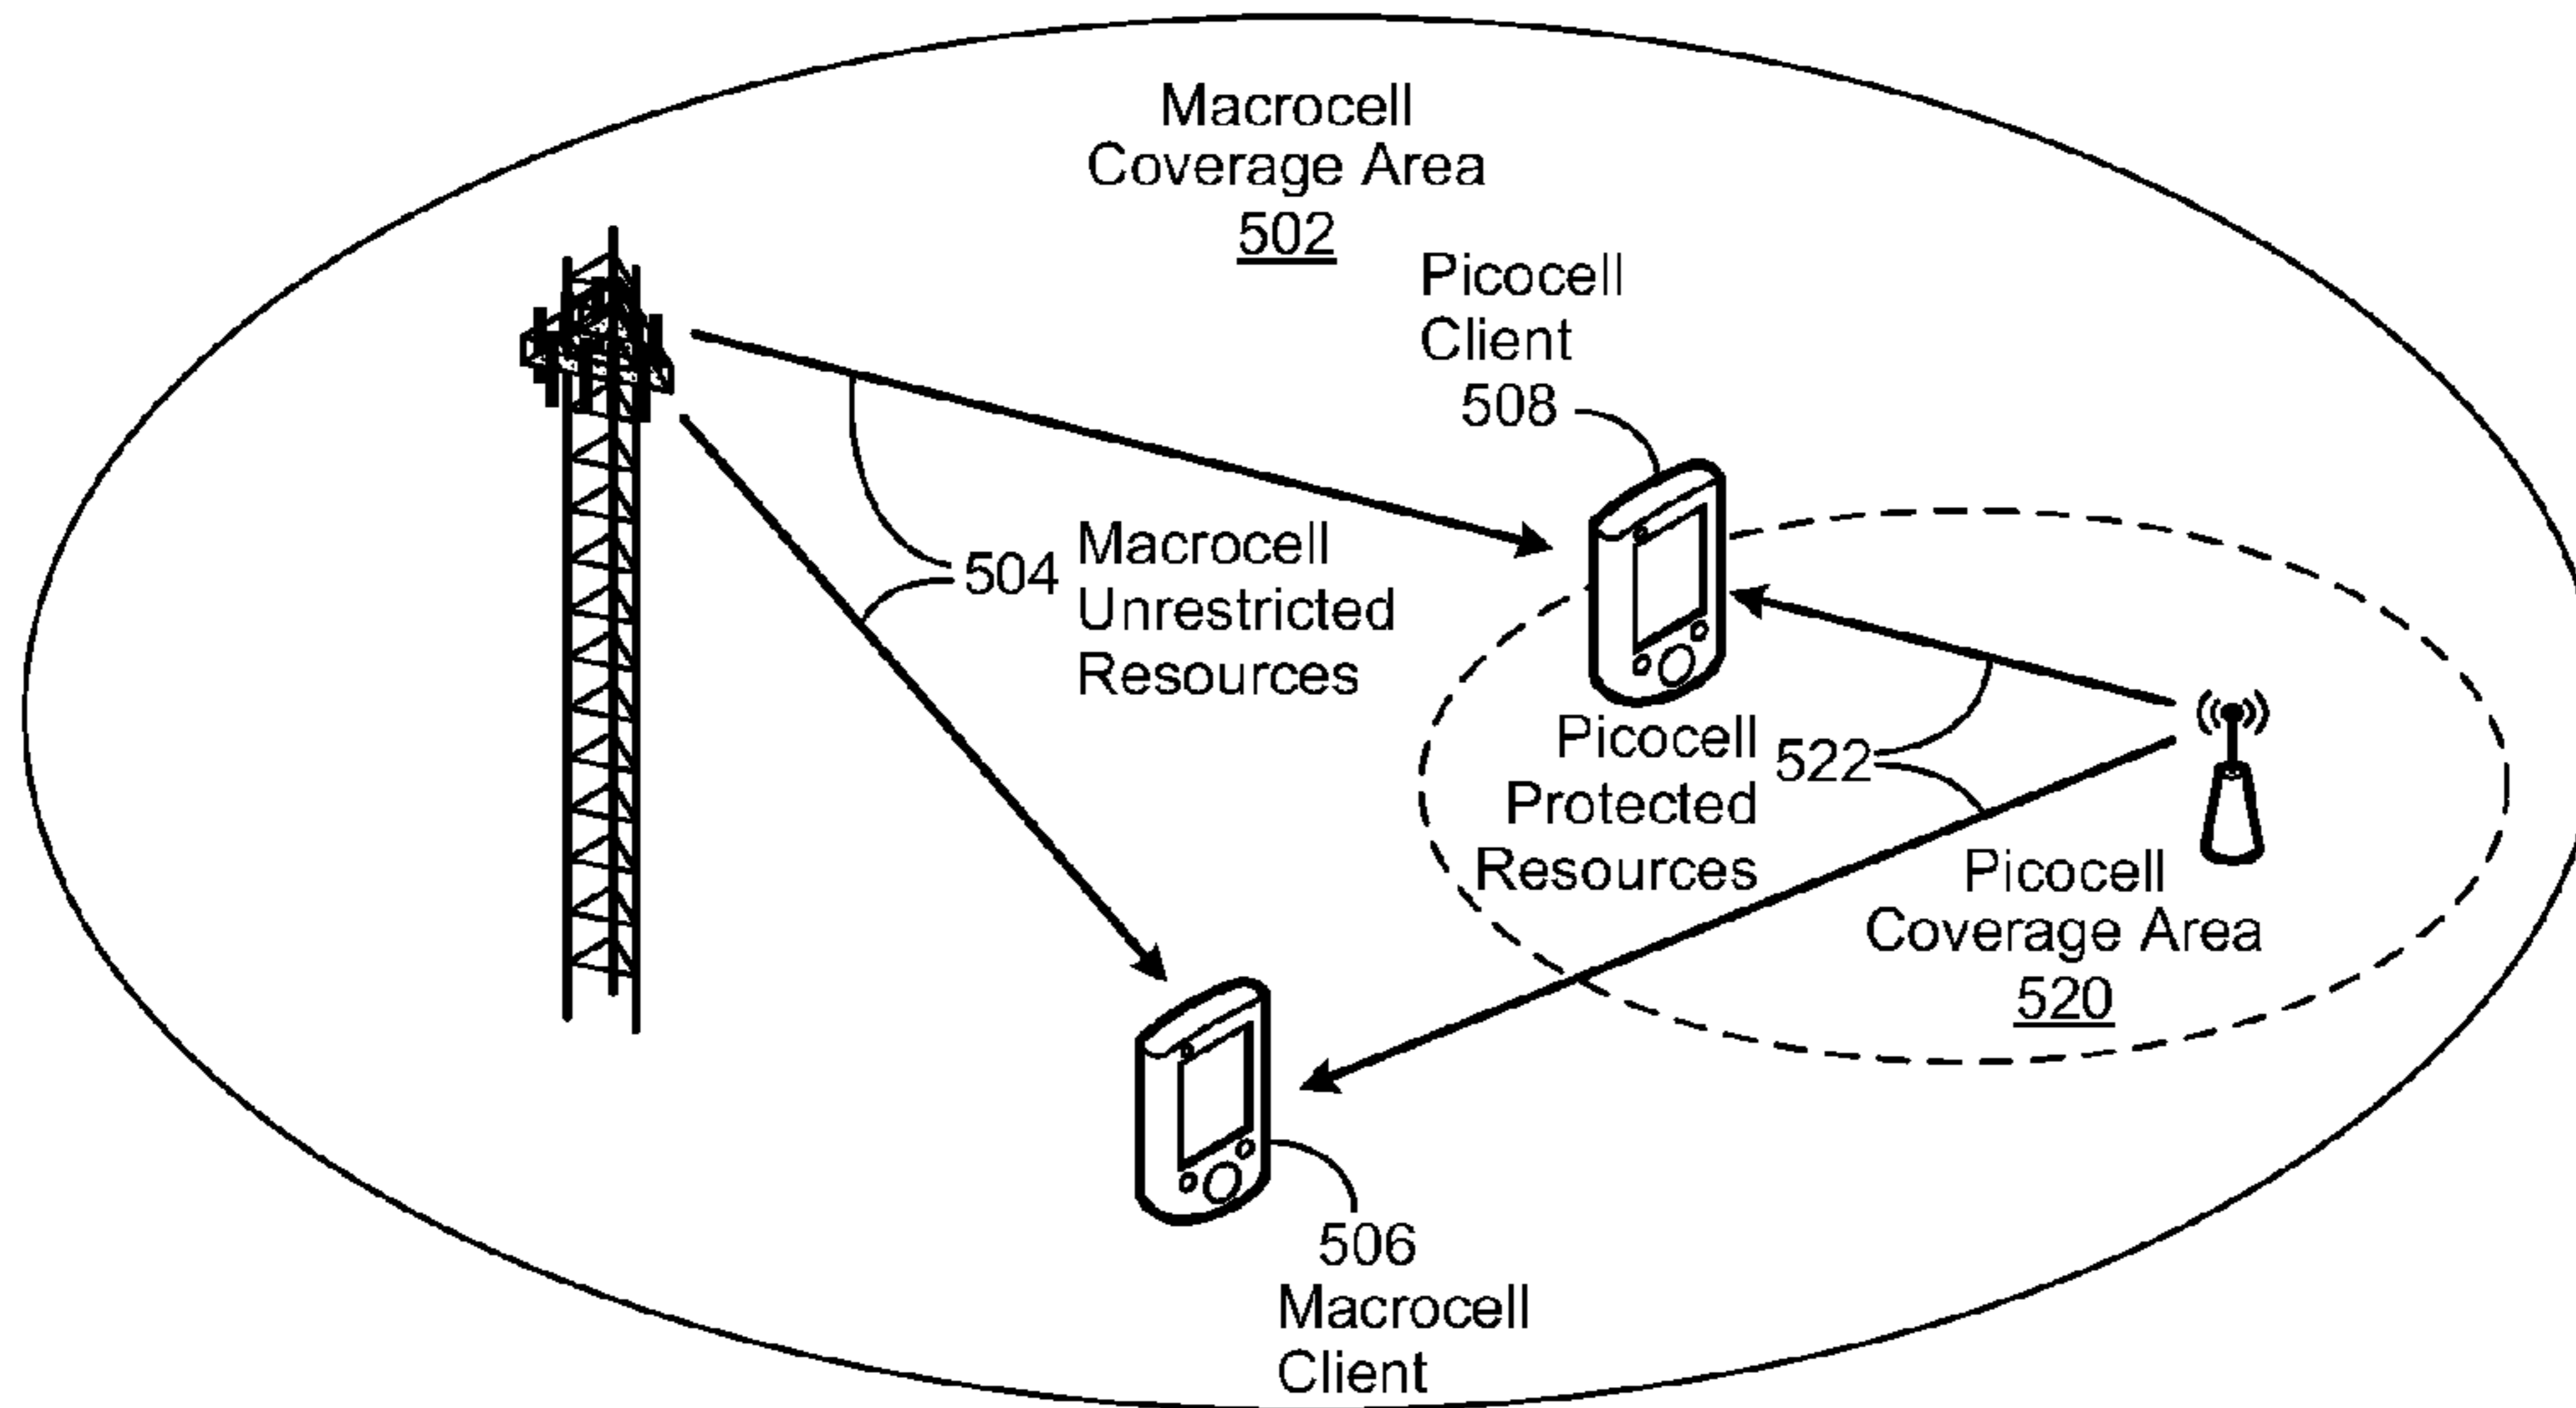 Macrocell
Coverage Area
502
Picocell
Client
508
504
Macrocell
Unrestricted
Resources
Picocell
Protected
Resources
522
Picocell
Coverage Area
520
506
Macrocell
Client